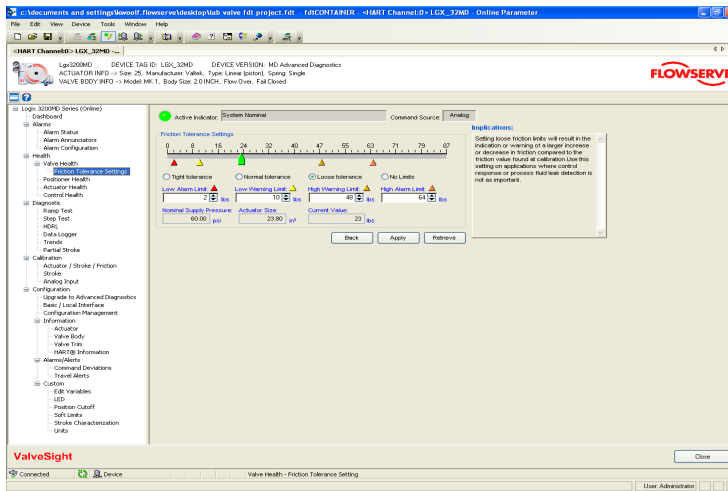 c:\documents and settings\kwoolf.flowserve\desktop\lab valve fdt project.fdt - fdtCONTAINER - <HART Channel:0> LGX_32MD - Online Parameter
File Edit View Device Tools Window Help
<HART Channel:0> LGX_32MD -...
Lgx3200MD DEVICE TAG ID: LGX_32MD DEVICE VERSION: MD Advanced Diagnostics
ACTUATOR INFO -> Size: 25, Manufacturer: Valtek, Type: Linear (piston), Spring: Single
VALVE BODY INFO -> Model: MK 1, Body Size: 2.0 INCH, Flow Over, Fail Closed
FLOWSERVE
Logix 3200MD Series (Online)
Dashboard
Alarms
Alarm Status
Alarm Annunciators
Alarm Configuration
Health
Valve Health
Friction Tolerance Settings
Positioner Health
Actuator Health
Control Health
Diagnostic
Ramp Test
Step Test
HDRL
Data Logger
Trends
Partial Stroke
Calibration
Actuator / Stroke / Friction
Stroke
Analog Input
Configuration
Upgrade to Advanced Diagnostics
Basic / Local Interface
Configuration Management
Information
Actuator
Valve Body
Valve Trim
HART® Information
Alarms/Alerts
Command Deviations
Travel Alerts
Custom
Edit Variables
LED
Position Cutoff
Soft Limits
Stroke Characterization
Units
Active Indicator: System Nominal Command Source: Analog
Friction Tolerance Settings
0 8 16 24 32 40 47 55 63 71 79 87
Tight tolerance Normal tolerance Loose tolerance No Limits
Low Alarm Limit: Low Warning Limit: High Warning Limit: High Alarm Limit:
2 lbs 10 lbs 48 lbs 64 lbs
Nominal Supply Pressure: Actuator Size: Current Value:
60.00 psi 23.80 in² 23 lbs
Back Apply Retrieve
Implications:
Setting loose friction limits will result in the
indication or warning of a larger increase
or decrease in friction compared to the
friction value found at calibration.Use this
setting on applications where control
response or process fluid leak detection is
not as important.
ValveSight
Close
Connected Device Valve Health - Friction Tolerance Setting
User: Administrator